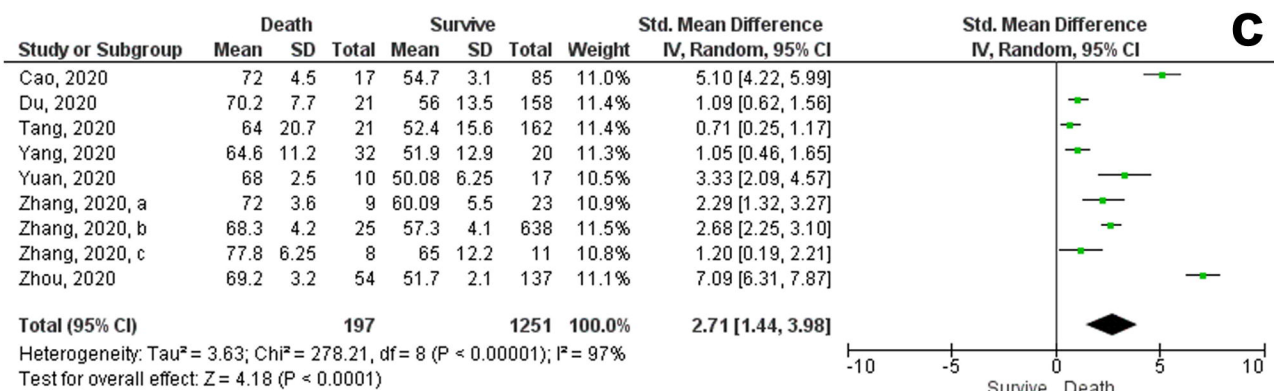 Death Survive Std. Mean Difference Std. Mean Difference C
Study or Subgroup Mean SD Total Mean SD Total Weight IV, Random, 95% CI IV, Random, 95% CI
Cao, 2020 72 4.5 17 54.7 3.1 85 11.0% 5.10 [4.22, 5.99]
Du, 2020 70.2 7.7 21 56 13.5 158 11.4% 1.09 [0.62, 1.56]
Tang, 2020 64 20.7 21 52.4 15.6 162 11.4% 0.71 [0.25, 1.17]
Yang, 2020 64.6 11.2 32 51.9 12.9 20 11.3% 1.05 [0.46, 1.65]
Yuan, 2020 68 2.5 10 50.08 6.25 17 10.5% 3.33 [2.09, 4.57]
Zhang, 2020, a 72 3.6 9 60.09 5.5 23 10.9% 2.29 [1.32, 3.27]
Zhang, 2020, b 68.3 4.2 25 57.3 4.1 638 11.5% 2.68 [2.25, 3.10]
Zhang, 2020, c 77.8 6.25 8 65 12.2 11 10.9% 1.20 [0.19, 2.21]
Zhou, 2020 69.2 3.2 54 51.7 2.1 137 11.1% 7.09 [6.31, 7.87]
Total (95% CI) 197 1251 100.0% 2.71 [1.44, 3.98]
Heterogeneity: Tau² = 3.63; Chi² = 278.21, df = 8 (P < 0.00001); I² = 97%
Test for overall effect: Z = 4.18 (P < 0.0001)
-10 -5 0 5 10
Survive Death